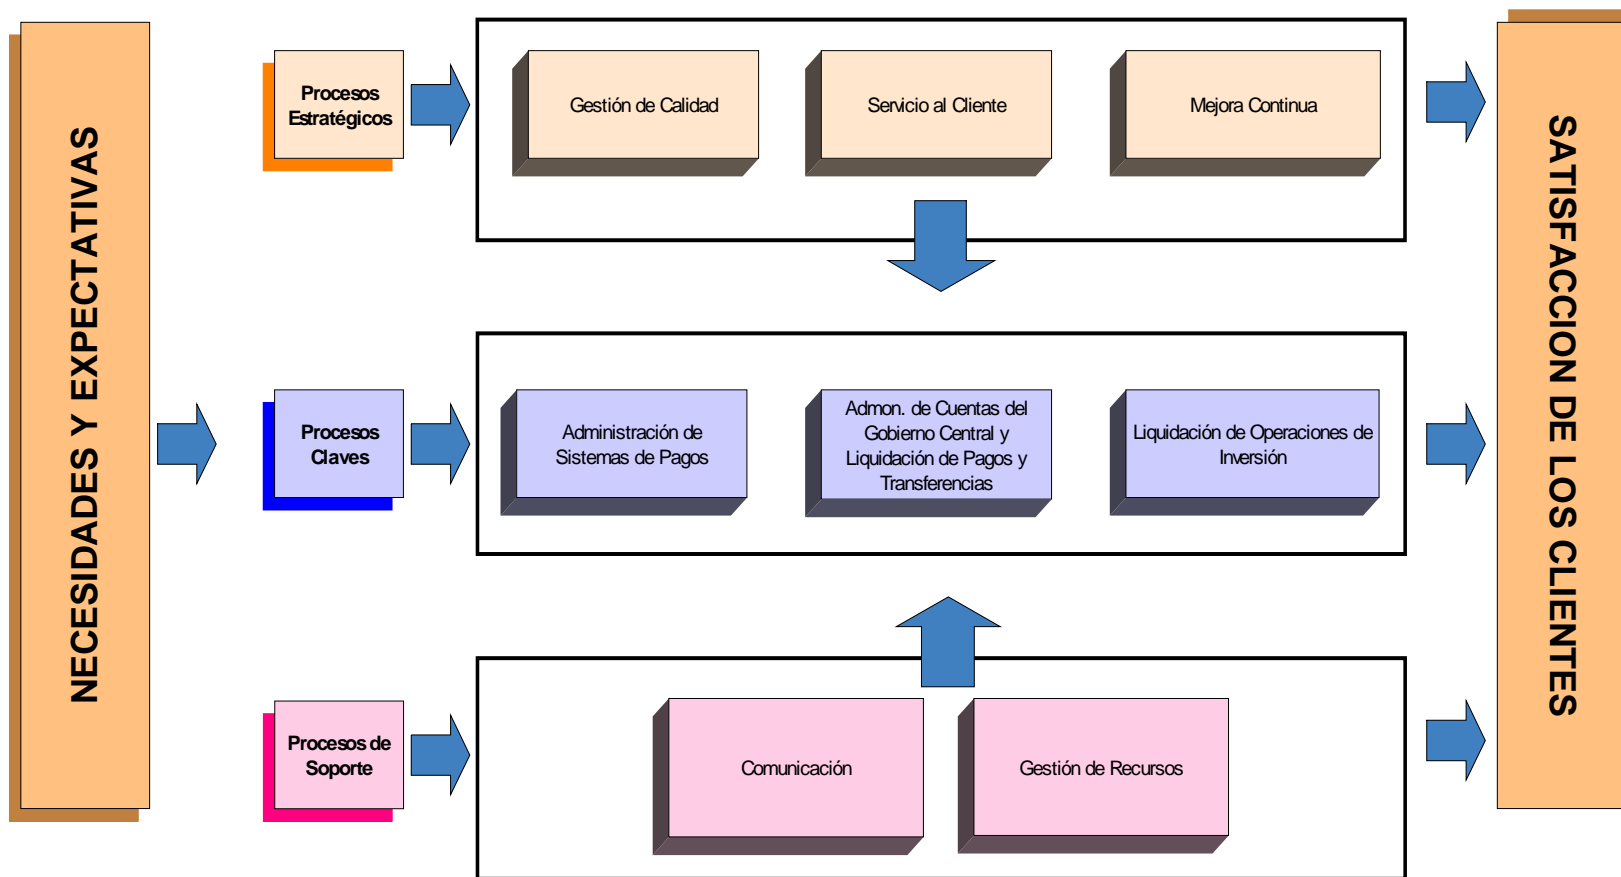 NECESIDADES Y EXPECTATIVAS
Procesos
Estratégicos
Gestión de Calidad
Servicio al Cliente
Mejora Continua
Procesos
Claves
Administración de
Sistemas de Pagos
Admon. de Cuentas del
Gobierno Central y
Liquidación de Pagos y
Transferencias
Liquidación de Operaciones de
Inversión
Procesos de
Soporte
Comunicación
Gestión de Recursos
SATISFACCION DE LOS CLIENTES